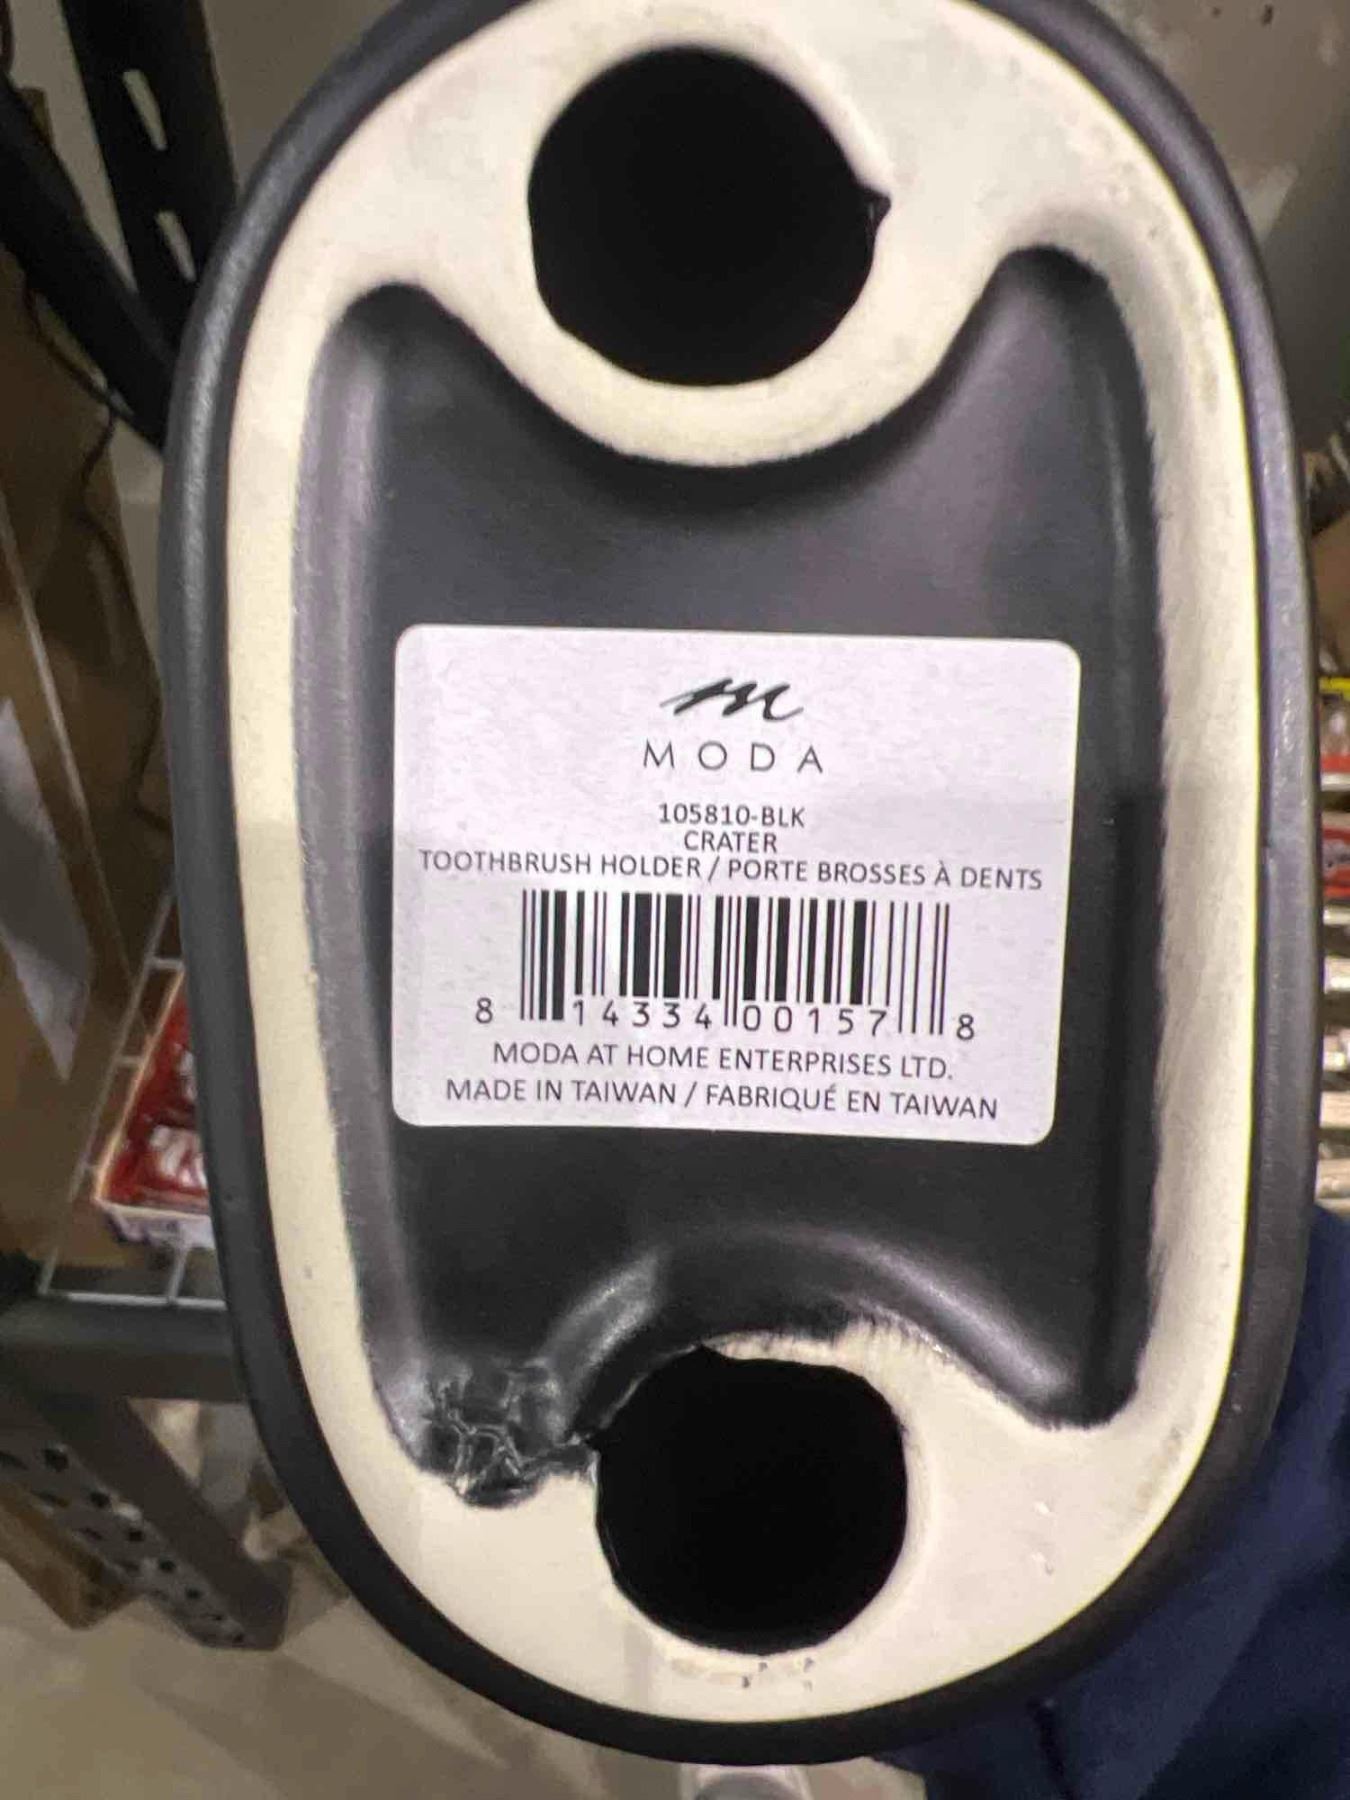 m
MODA
105810-BLK
CRATER
TOOTHBRUSH HOLDER / PORTE BROSSES À DENTS
8 14334 00157 8
MODA AT HOME ENTERPRISES LTD.
MADE IN TAIWAN / FABRIQUÉ EN TAIWAN